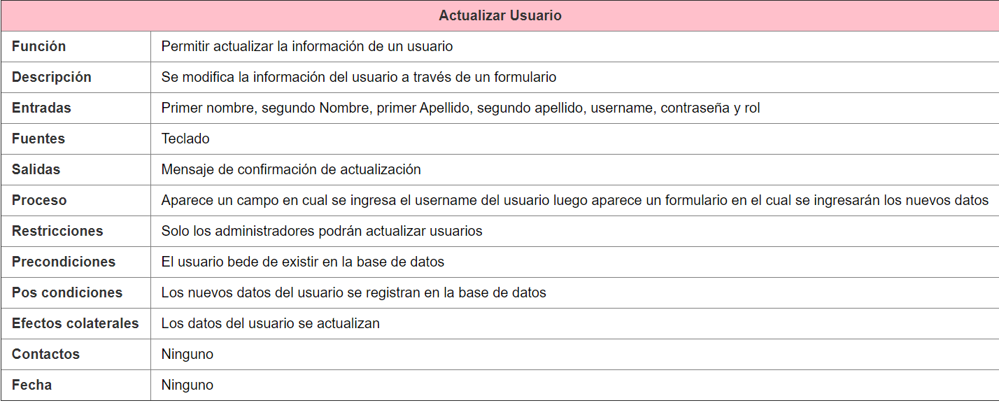 Actualizar Usuario
Función Permitir actualizar la información de un usuario
Descripción Se modifica la información del usuario a través de un formulario
Entradas Primer nombre, segundo Nombre, primer Apellido, segundo apellido, username, contraseña y rol
Fuentes Teclado
Salidas Mensaje de confirmación de actualización
Proceso Aparece un campo en cual se ingresa el username del usuario luego aparece un formulario en el cual se ingresarán los nuevos datos
Restricciones Solo los administradores podrán actualizar usuarios
Precondiciones El usuario bede de existir en la base de datos
Pos condiciones Los nuevos datos del usuario se registran en la base de datos
Efectos colaterales Los datos del usuario se actualizan
Contactos Ninguno
Fecha Ninguno